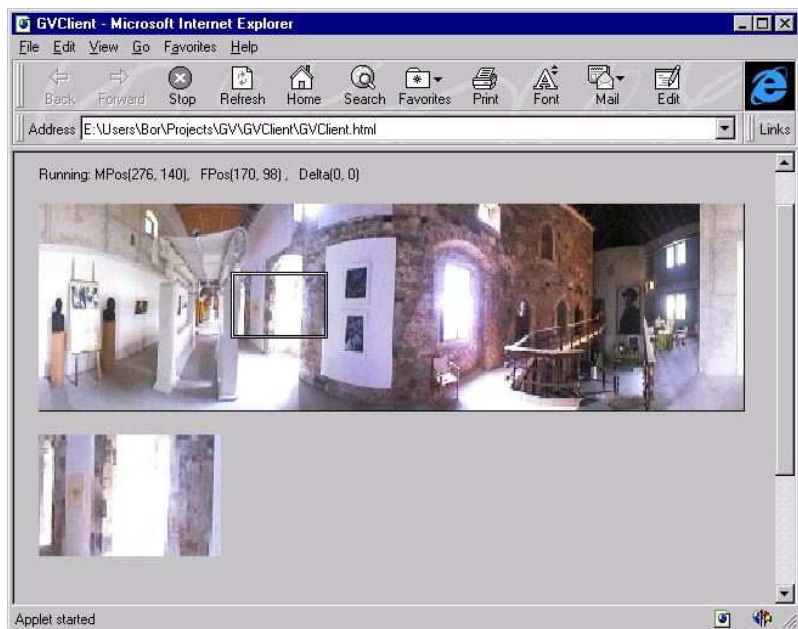 GVClient - Microsoft Internet Explorer
File Edit View Go Favorites Help
Back Forward Stop Refresh Home Search Favorites Print Font Mail Edit
Address E:\Users\Bor\Projects\GV\GVClient\GVClient.html Links
Running: MPos(276, 140), FPos(170, 98) , Delta(0, 0)
Applet started